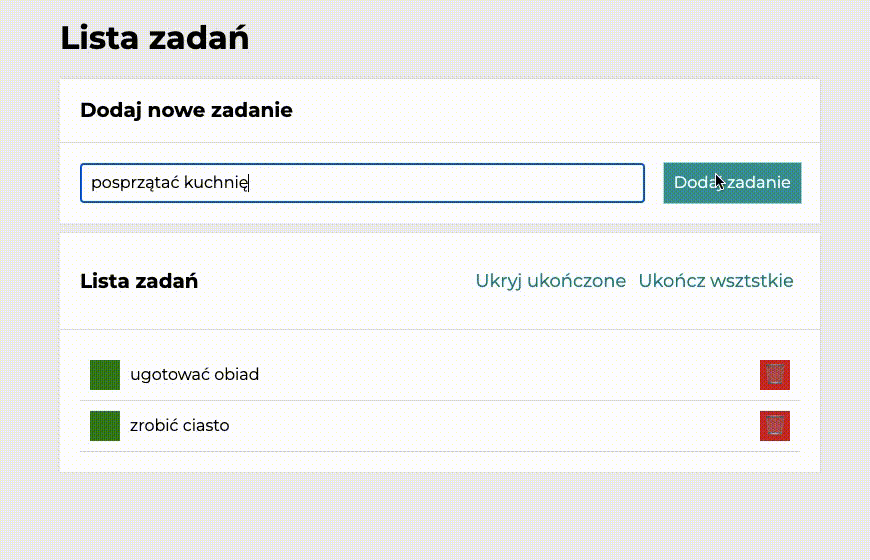 Lista zadań
Dodaj nowe zadanie
posprzątać kuchnię
Dodaj zadanie
Lista zadań
Ukryj ukończone
Ukończ wsztstkie
ugotować obiad
zrobić ciasto